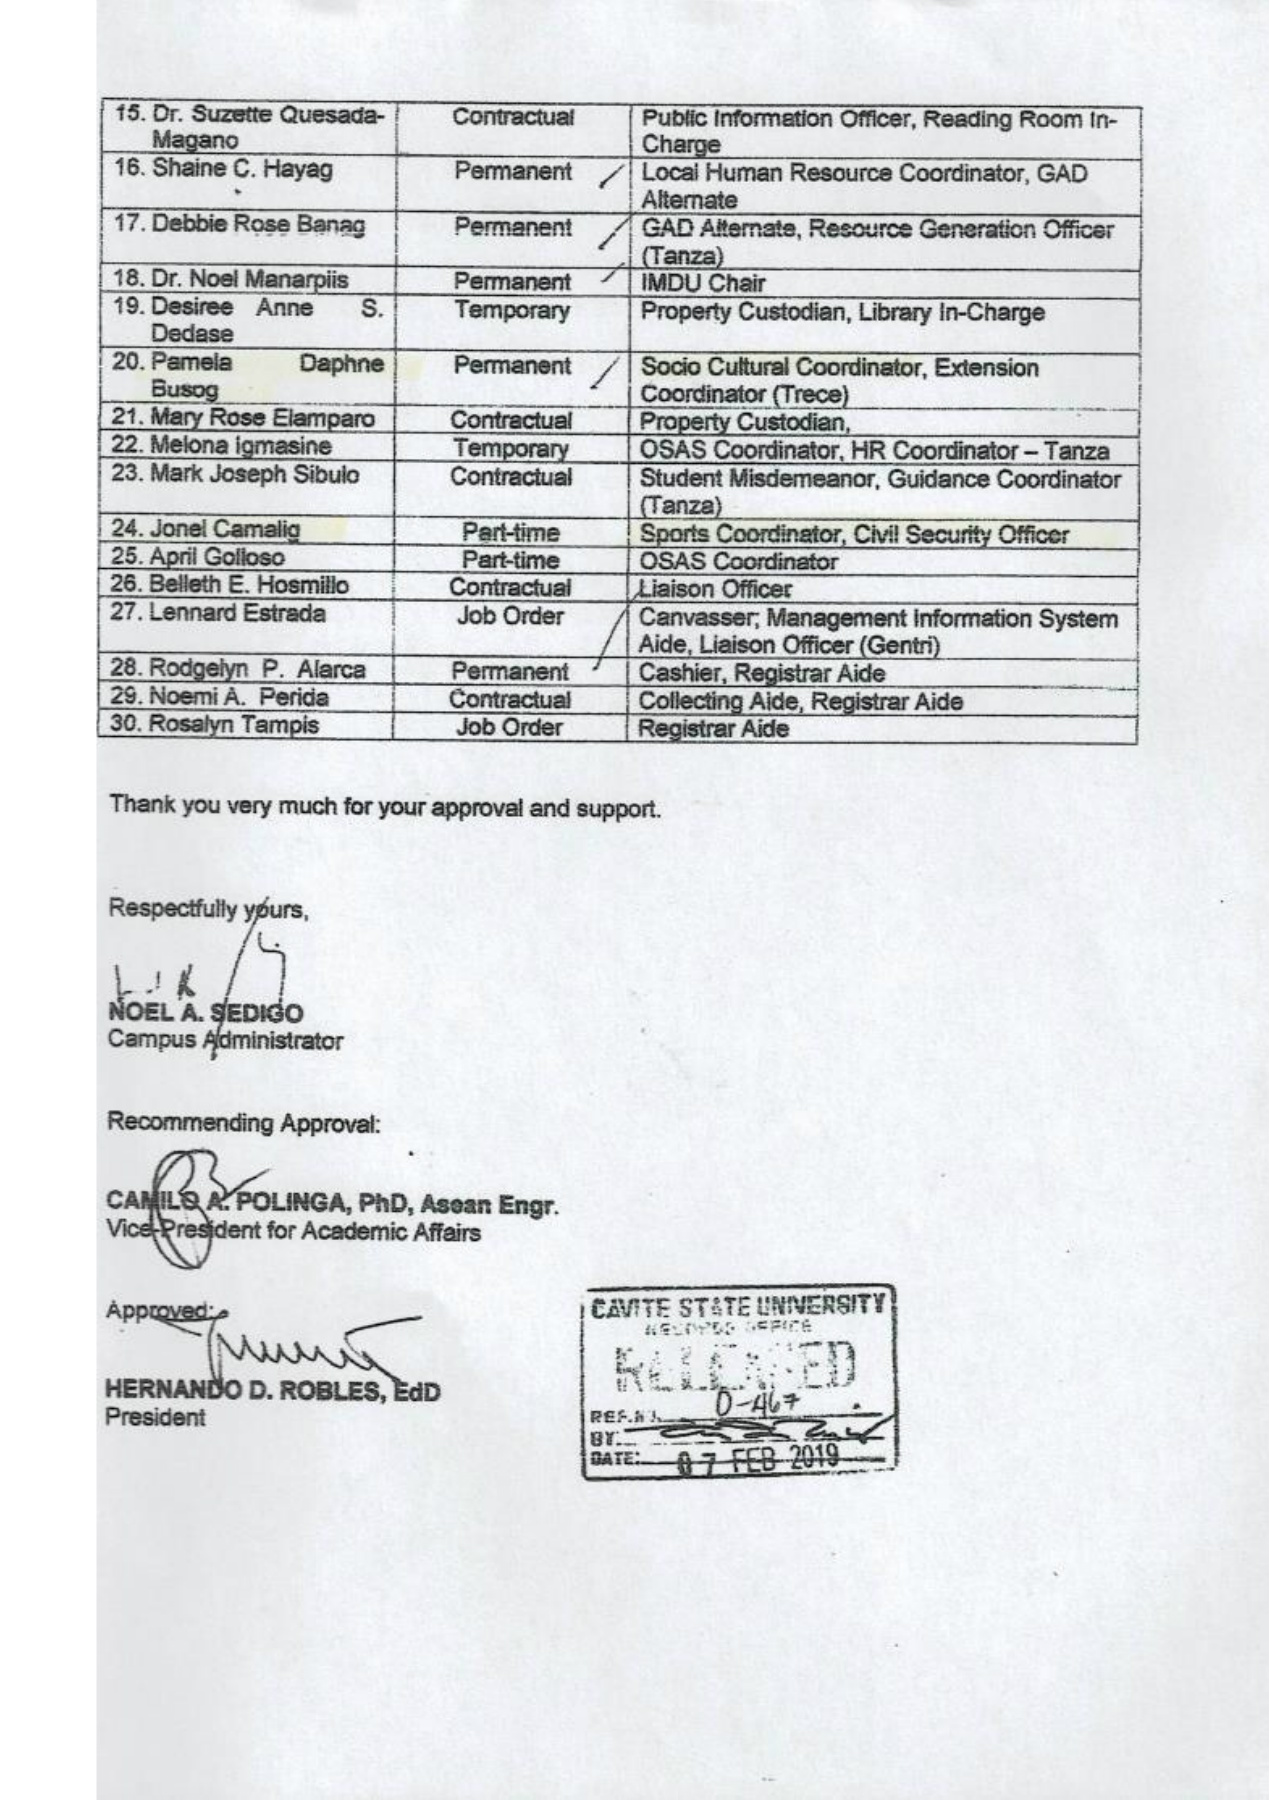 15. Dr. Suzette Quesada- Contractual Public Information Officer, Reading Room In-
Magano Charge
16. Shaine C. Hayag Permanent Local Human Resource Coordinator, GAD
Alternate
17. Debbie Rose Banag Permanent GAD Alternate, Resource Generation Officer
(Tanza)
18. Dr. Noel Manarpiis Permanent IMDU Chair
19. Desiree Anne S. Temporary Property Custodian, Library In-Charge
Dedase
20. Pamela Daphne Permanent Socio Cultural Coordinator, Extension
Busog Coordinator (Trece)
21. Mary Rose Elamparo Contractual Property Custodian,
22. Melona Igmasine Temporary OSAS Coordinator, HR Coordinator – Tanza
23. Mark Joseph Sibulo Contractual Student Misdemeanor, Guidance Coordinator
(Tanza)
24. Jonel Camalig Part-time Sports Coordinator, Civil Security Officer
25. April Golloso Part-time OSAS Coordinator
26. Belleth E. Hosmillo Contractual Liaison Officer
27. Lennard Estrada Job Order Canvasser; Management Information System
Aide, Liaison Officer (Gentri)
28. Rodgelyn P. Alarca Permanent Cashier, Registrar Aide
29. Noemi A. Perida Contractual Collecting Aide, Registrar Aide
30. Rosalyn Tampis Job Order Registrar Aide
Thank you very much for your approval and support.
Respectfully yours,
NOEL A. SEDIGO
Campus Administrator
Recommending Approval:
CAMILO A. POLINGA, PhD, Asean Engr.
Vice-President for Academic Affairs
Approved:
HERNANDO D. ROBLES, EdD
President
CAVITE STATE UNIVERSITY
RECORDS OFFICE
RELEASED
REF. N D-467
BY:
DATE: 07 FEB 2019